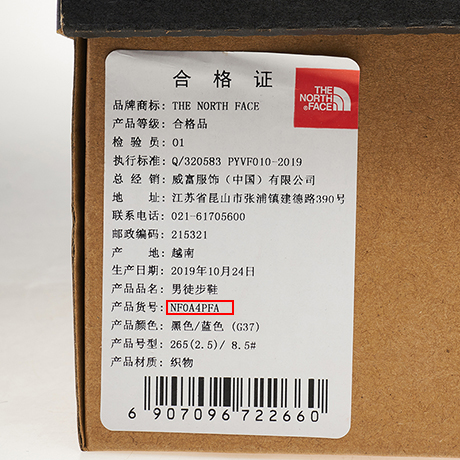 合格证
THE
NORTH
FACE
品牌商标: THE NORTH FACE
产品等级: 合格品
检 验 员: 01
执行标准: Q/320583 PYVF010-2019
总 经 销: 威富服饰（中国）有限公司
地 址: 江苏省昆山市张浦镇建德路390号
联系电话: 021-61705600
邮政编码: 215321
产 地: 越南
生产日期: 2019年10月24日
产品品名: 男徒步鞋
产品货号: NF0A4PFA
产品颜色: 黑色/蓝色 (G37)
产品号型: 265(2.5)/ 8.5#
产品材质: 织物
6 907096 722660